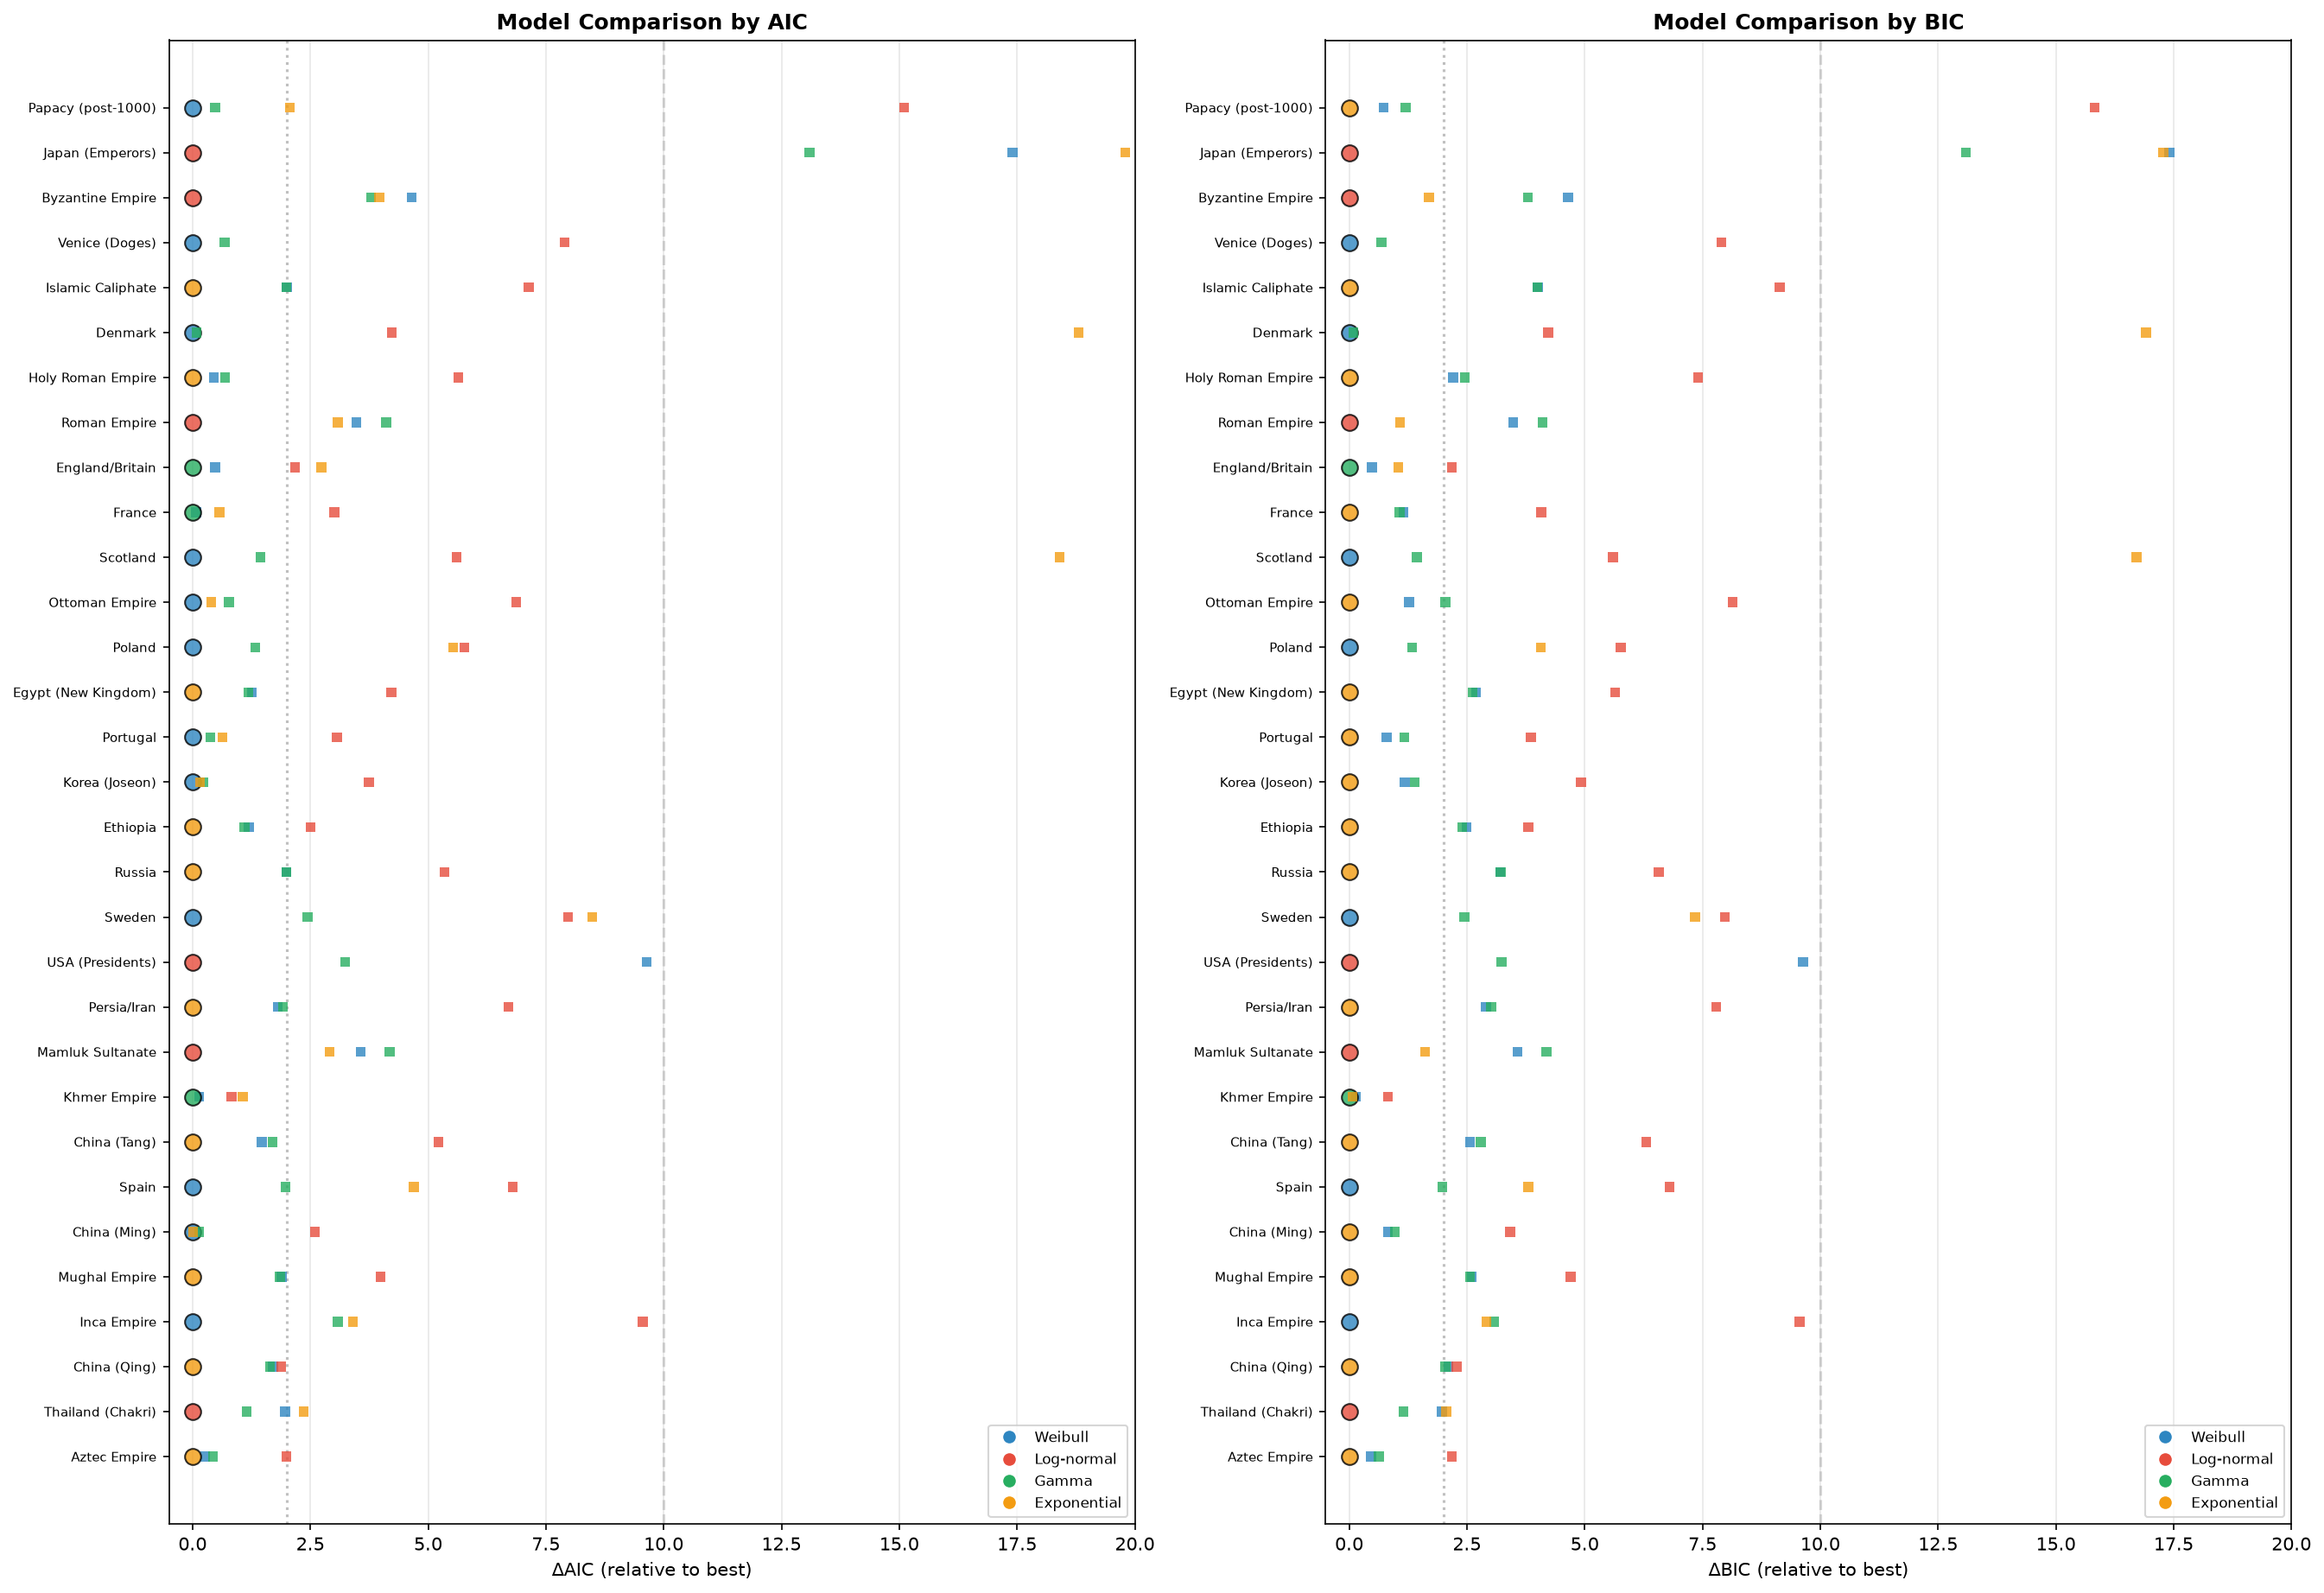 Model Comparison by AIC
Papacy (post-1000)
Japan (Emperors)
Byzantine Empire
Venice (Doges)
Islamic Caliphate
Denmark
Holy Roman Empire
Roman Empire
England/Britain
France
Scotland
Ottoman Empire
Poland
Egypt (New Kingdom)
Portugal
Korea (Joseon)
Ethiopia
Russia
Sweden
USA (Presidents)
Persia/Iran
Mamluk Sultanate
Khmer Empire
China (Tang)
Spain
China (Ming)
Mughal Empire
Inca Empire
China (Qing)
Thailand (Chakri)
Aztec Empire
Weibull
Log-normal
Gamma
Exponential
0.0 2.5 5.0 7.5 10.0 12.5 15.0 17.5 20.0
ΔAIC (relative to best)
Model Comparison by BIC
Papacy (post-1000)
Japan (Emperors)
Byzantine Empire
Venice (Doges)
Islamic Caliphate
Denmark
Holy Roman Empire
Roman Empire
England/Britain
France
Scotland
Ottoman Empire
Poland
Egypt (New Kingdom)
Portugal
Korea (Joseon)
Ethiopia
Russia
Sweden
USA (Presidents)
Persia/Iran
Mamluk Sultanate
Khmer Empire
China (Tang)
Spain
China (Ming)
Mughal Empire
Inca Empire
China (Qing)
Thailand (Chakri)
Aztec Empire
Weibull
Log-normal
Gamma
Exponential
0.0 2.5 5.0 7.5 10.0 12.5 15.0 17.5 20.0
ΔBIC (relative to best)